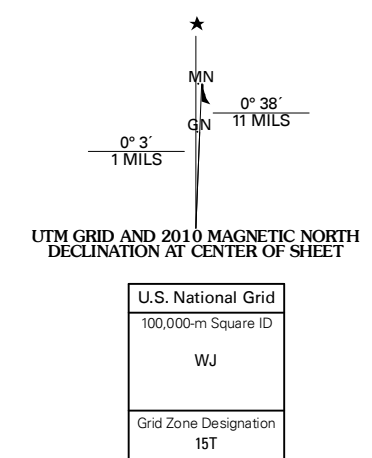 ★
MN
0° 38´
GN
11 MILS
0° 3´
1 MILS
UTM GRID AND 2010 MAGNETIC NORTH
DECLINATION AT CENTER OF SHEET
U.S. National Grid
100,000-m Square ID
WJ
Grid Zone Designation
15T